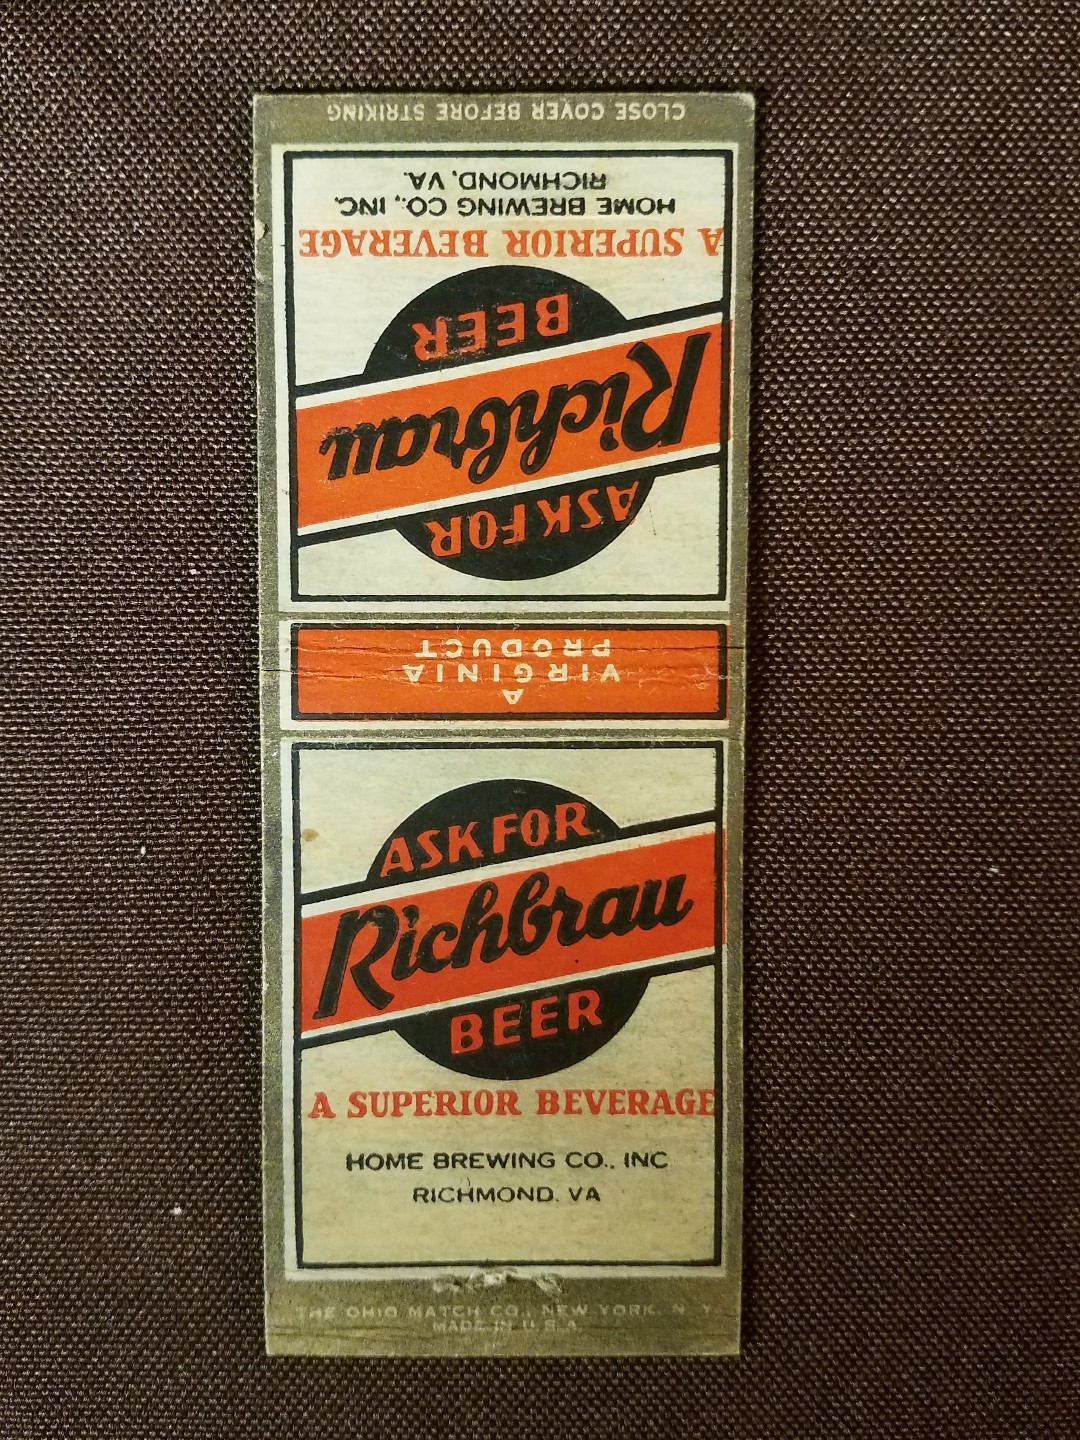 CLOSE COVER BEFORE STRIKING
HOME BREWING CO., INC.
RICHMOND, VA.
A SUPERIOR BEVERAGE
ASK FOR
Richbrau
BEER
A
VIRGINIA
PRODUCT
ASK FOR
Richbrau
BEER
A SUPERIOR BEVERAGE
HOME BREWING CO., INC
RICHMOND. VA
THE OHIO MATCH CO., NEW YORK, N.Y.
MADE IN U.S.A.